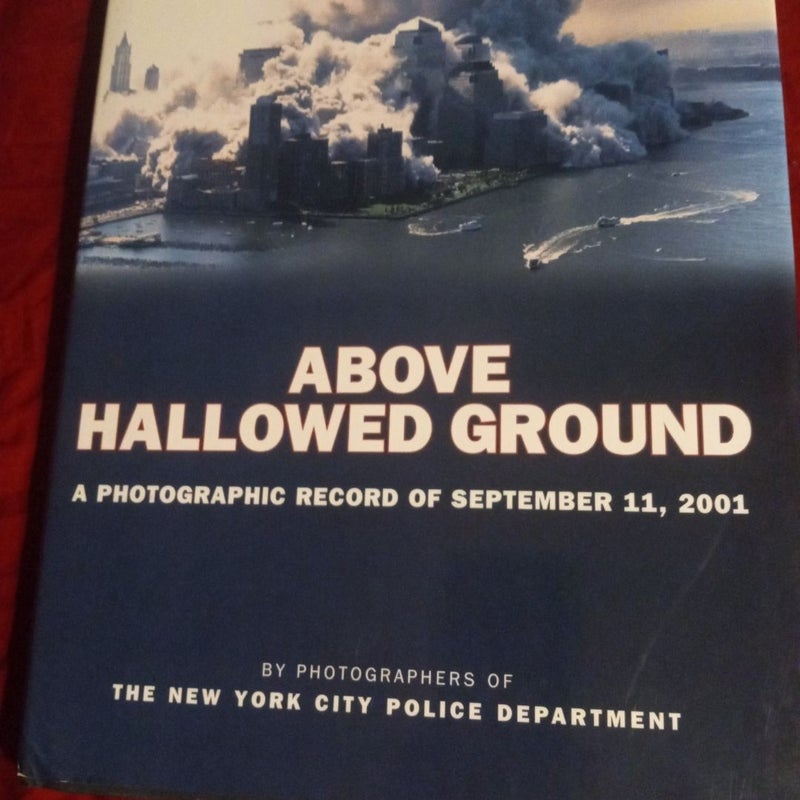 ABOVE
HALLOWED GROUND
A PHOTOGRAPHIC RECORD OF SEPTEMBER 11, 2001
BY PHOTOGRAPHERS OF
THE NEW YORK CITY POLICE DEPARTMENT